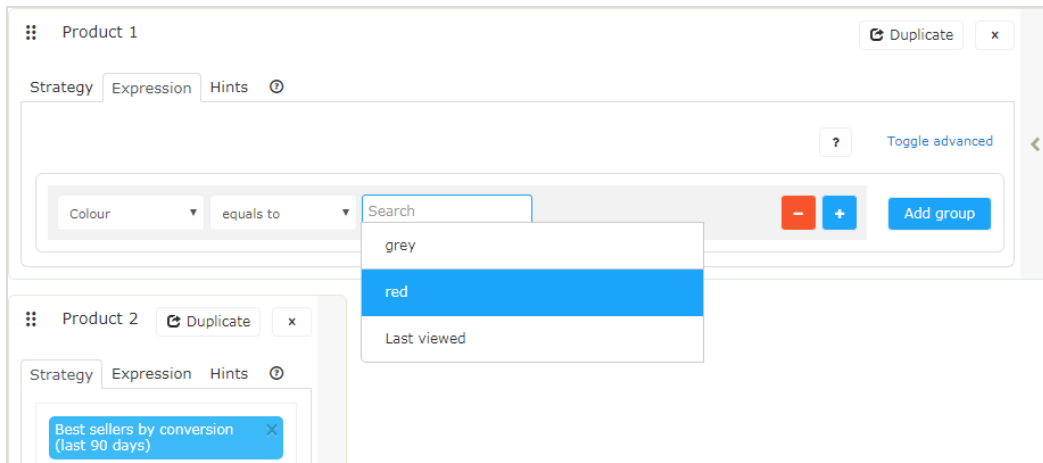 Product 1
Duplicate
x
Strategy Expression Hints ?
? Toggle advanced
Colour equals to Search
- + Add group
grey
red
Last viewed
Product 2 Duplicate x
Strategy Expression Hints ?
Best sellers by conversion X
(last 90 days)